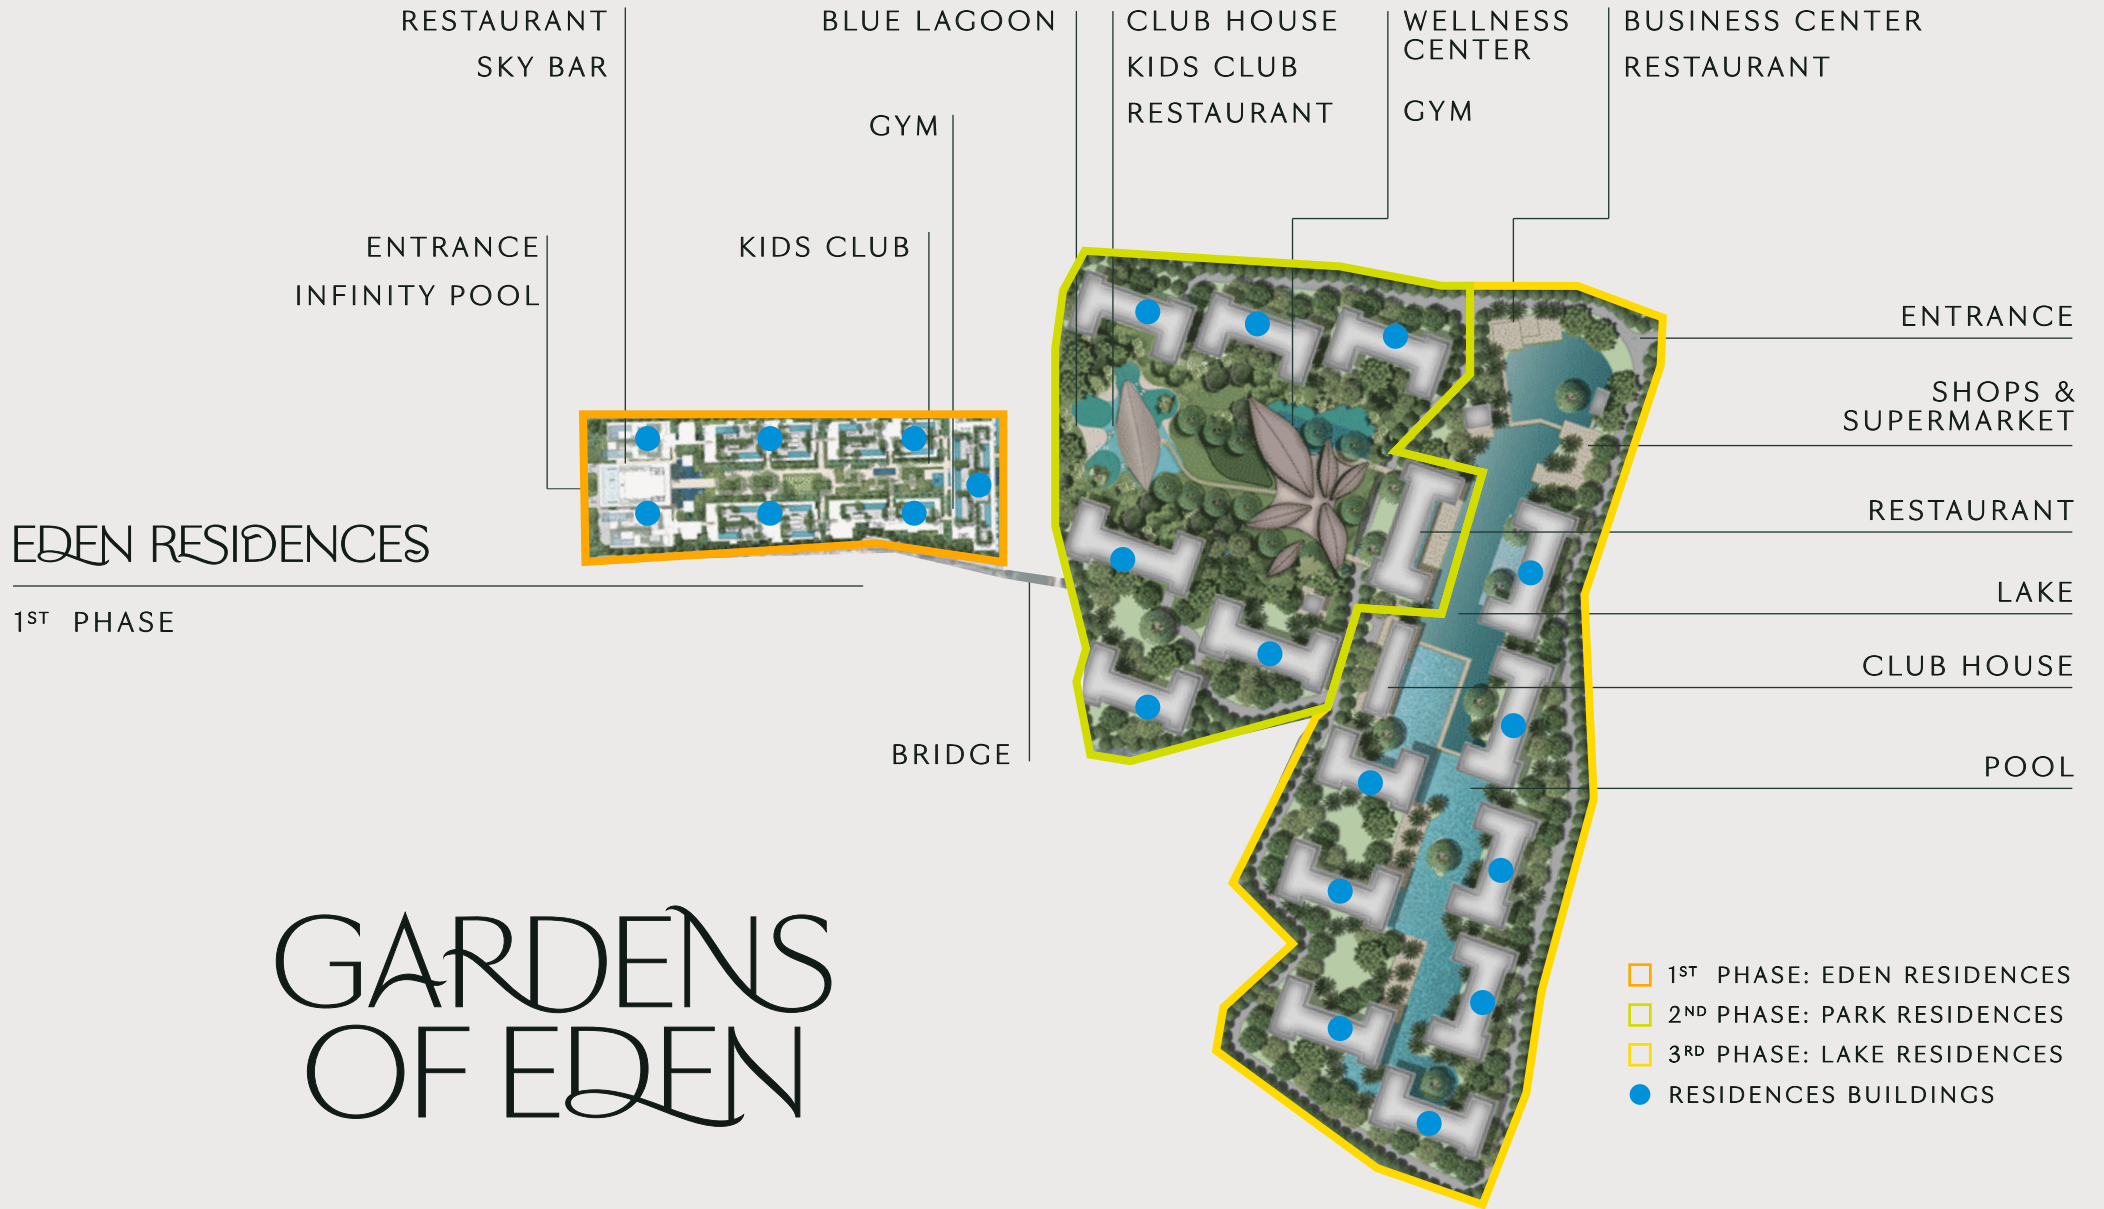 RESTAURANT
SKY BAR
BLUE LAGOON
CLUB HOUSE
KIDS CLUB
RESTAURANT
WELLNESS
CENTER
GYM
BUSINESS CENTER
RESTAURANT
GYM
ENTRANCE
INFINITY POOL
KIDS CLUB
ENTRANCE
SHOPS &
SUPERMARKET
RESTAURANT
LAKE
CLUB HOUSE
POOL
EDEN RESIDENCES
1ST PHASE
BRIDGE
GARDENS
OF EDEN
1ST PHASE: EDEN RESIDENCES
2ND PHASE: PARK RESIDENCES
3RD PHASE: LAKE RESIDENCES
RESIDENCES BUILDINGS